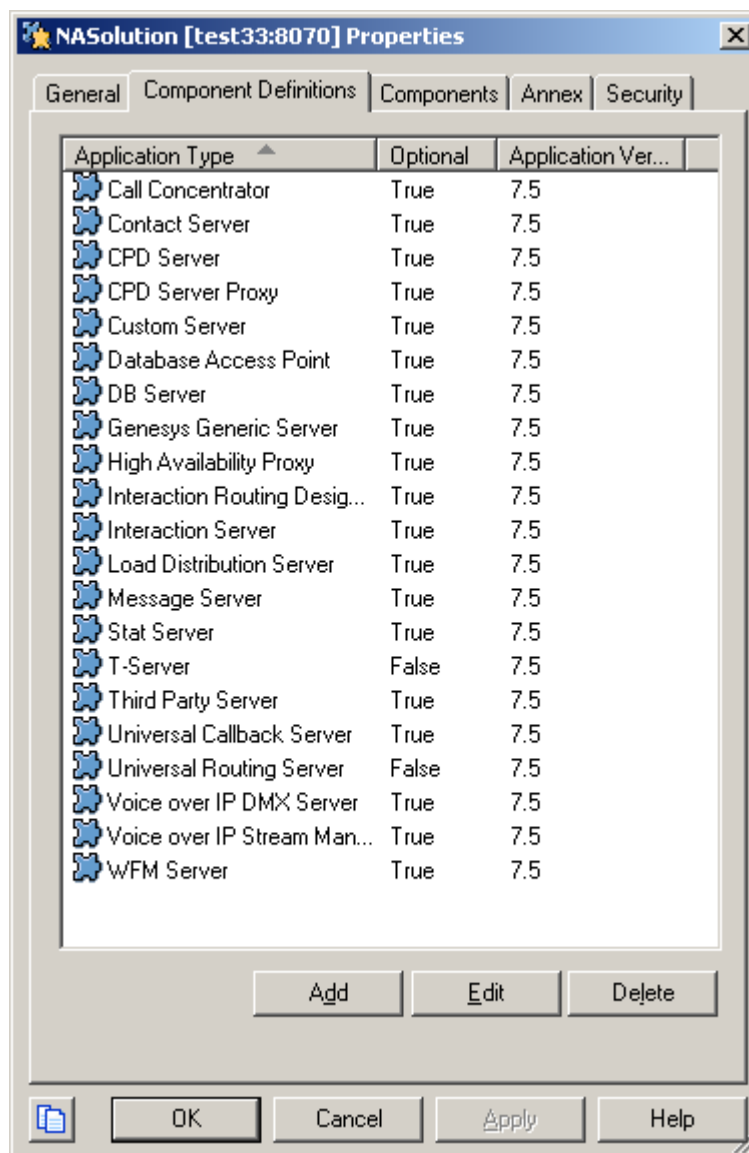 NASolution [test33:8070] Properties
General Component Definitions Components Annex Security
Application Type Optional Application Ver...
Call Concentrator True 7.5
Contact Server True 7.5
CPD Server True 7.5
CPD Server Proxy True 7.5
Custom Server True 7.5
Database Access Point True 7.5
DB Server True 7.5
Genesys Generic Server True 7.5
High Availability Proxy True 7.5
Interaction Routing Desig... True 7.5
Interaction Server True 7.5
Load Distribution Server True 7.5
Message Server True 7.5
Stat Server True 7.5
T-Server False 7.5
Third Party Server True 7.5
Universal Callback Server True 7.5
Universal Routing Server False 7.5
Voice over IP DMX Server True 7.5
Voice over IP Stream Man... True 7.5
WFM Server True 7.5
Add Edit Delete
OK Cancel Apply Help